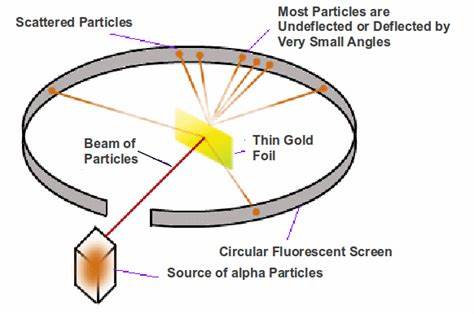 Scattered Particles
Most Particles are
Undeflected or Deflected by
Very Small Angles
Beam of
Particles
Thin Gold
Foil
Circular Fluorescent Screen
Source of alpha Particles